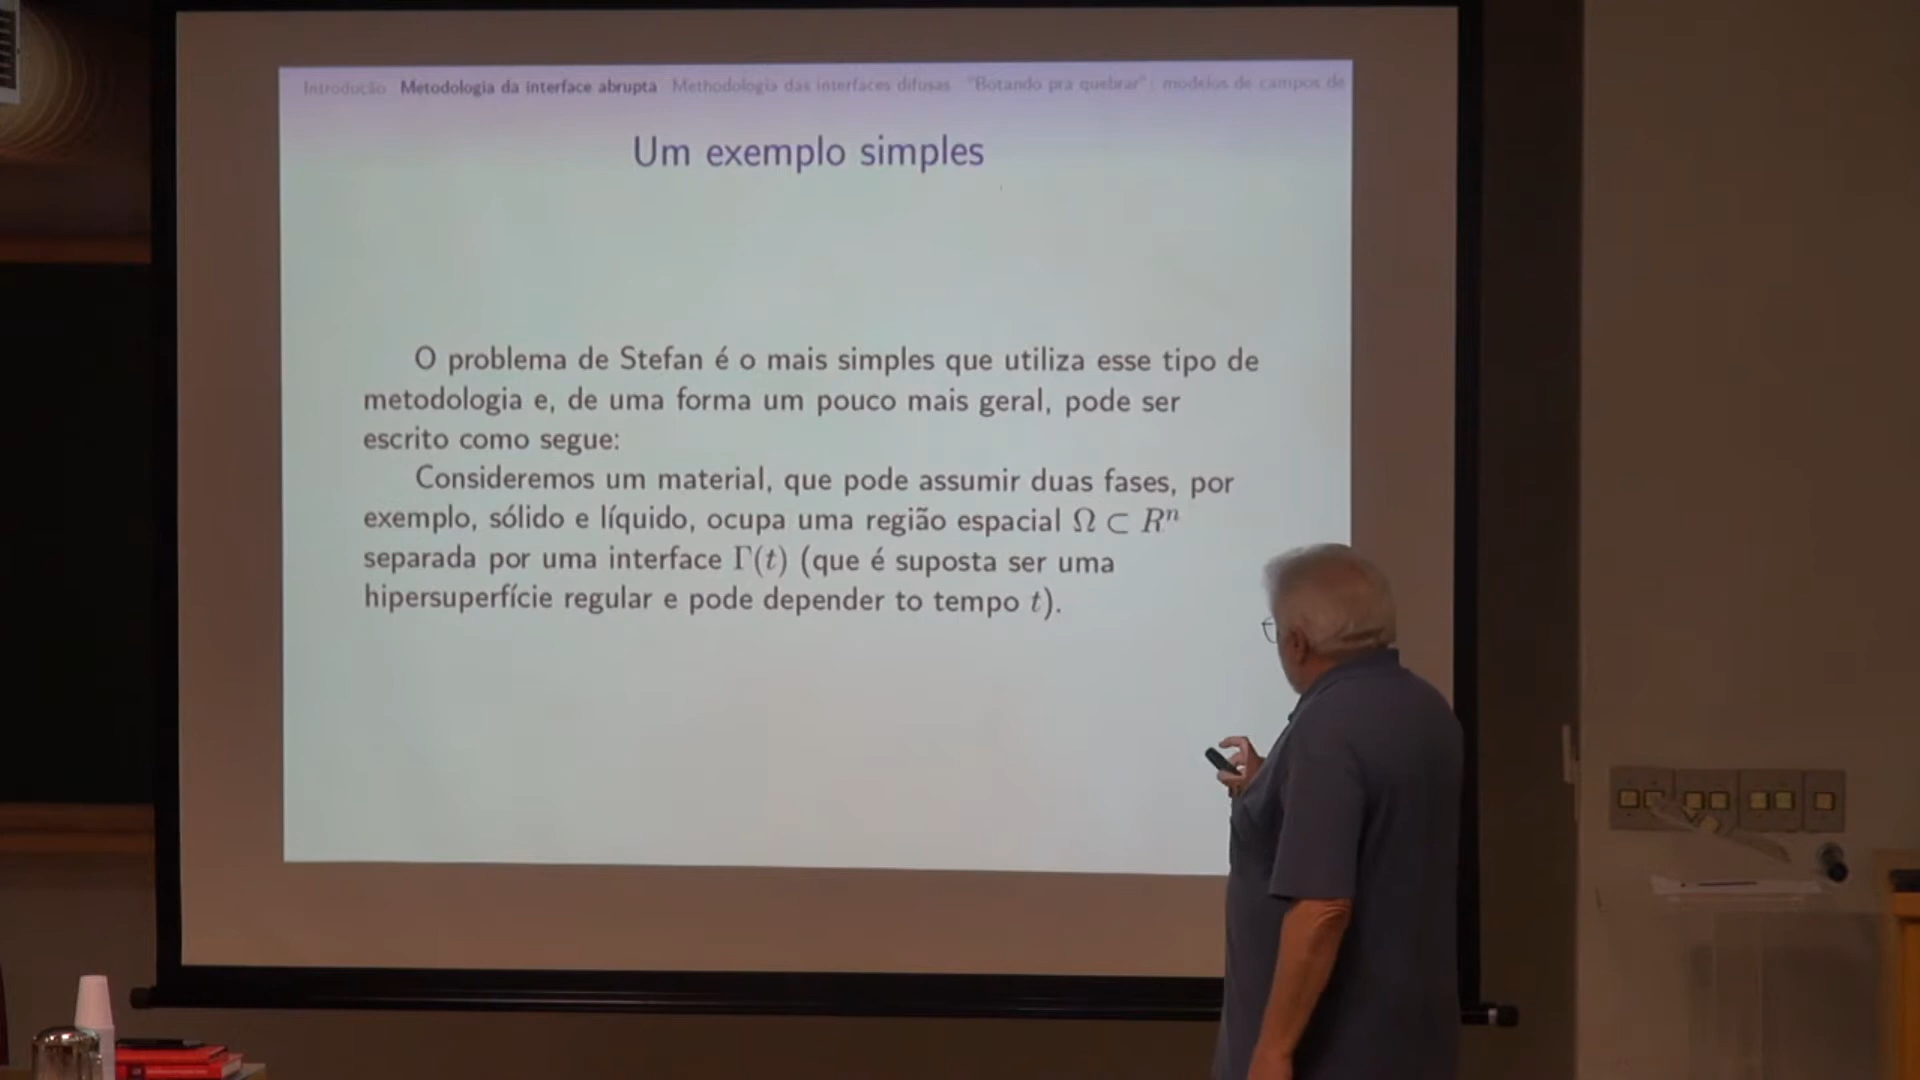 Introdução Metodologia da interface abrupta Methodologia das interfaces difusas "Botando pra quebrar": modelos de campos de
Um exemplo simples
O problema de Stefan é o mais simples que utiliza esse tipo de
metodologia e, de uma forma um pouco mais geral, pode ser
escrito como segue:
Consideremos um material, que pode assumir duas fases, por
exemplo, sólido e líquido, ocupa uma região espacial Ω ⊂ Rⁿ
separada por uma interface Γ(t) (que é suposta ser uma
hipersuperfície regular e pode depender to tempo t).